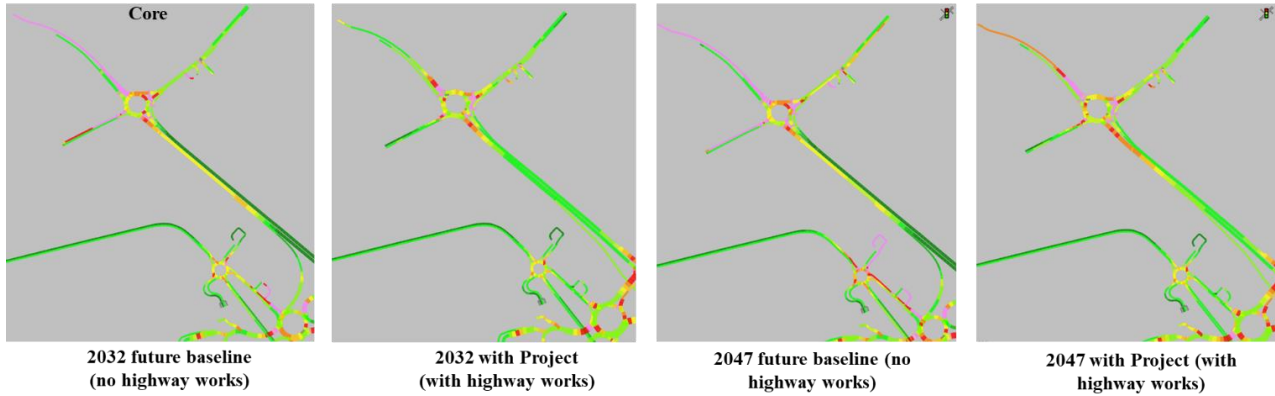 Core
2032 future baseline
(no highway works)
2032 with Project
(with highway works)
2047 future baseline (no
highway works)
2047 with Project (with
highway works)